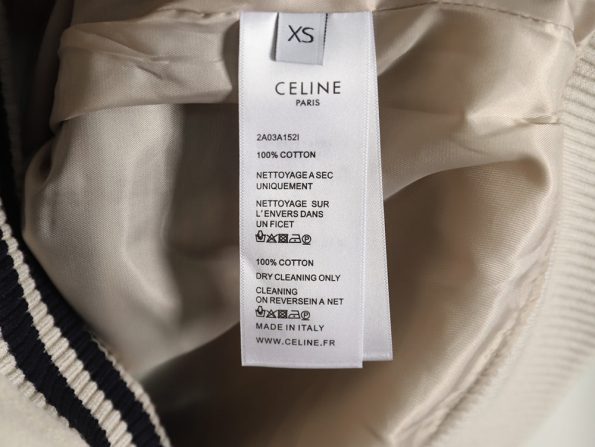 XS
CELINE
PARIS
2A03A152I
100% COTTON
NETTOYAGE A SEC
UNIQUEMENT
NETTOYAGE SUR
L'ENVERS DANS
UN FICET
100% COTTON
DRY CLEANING ONLY
CLEANING
ON REVERSEIN A NET
MADE IN ITALY
WWW.CELINE.FR